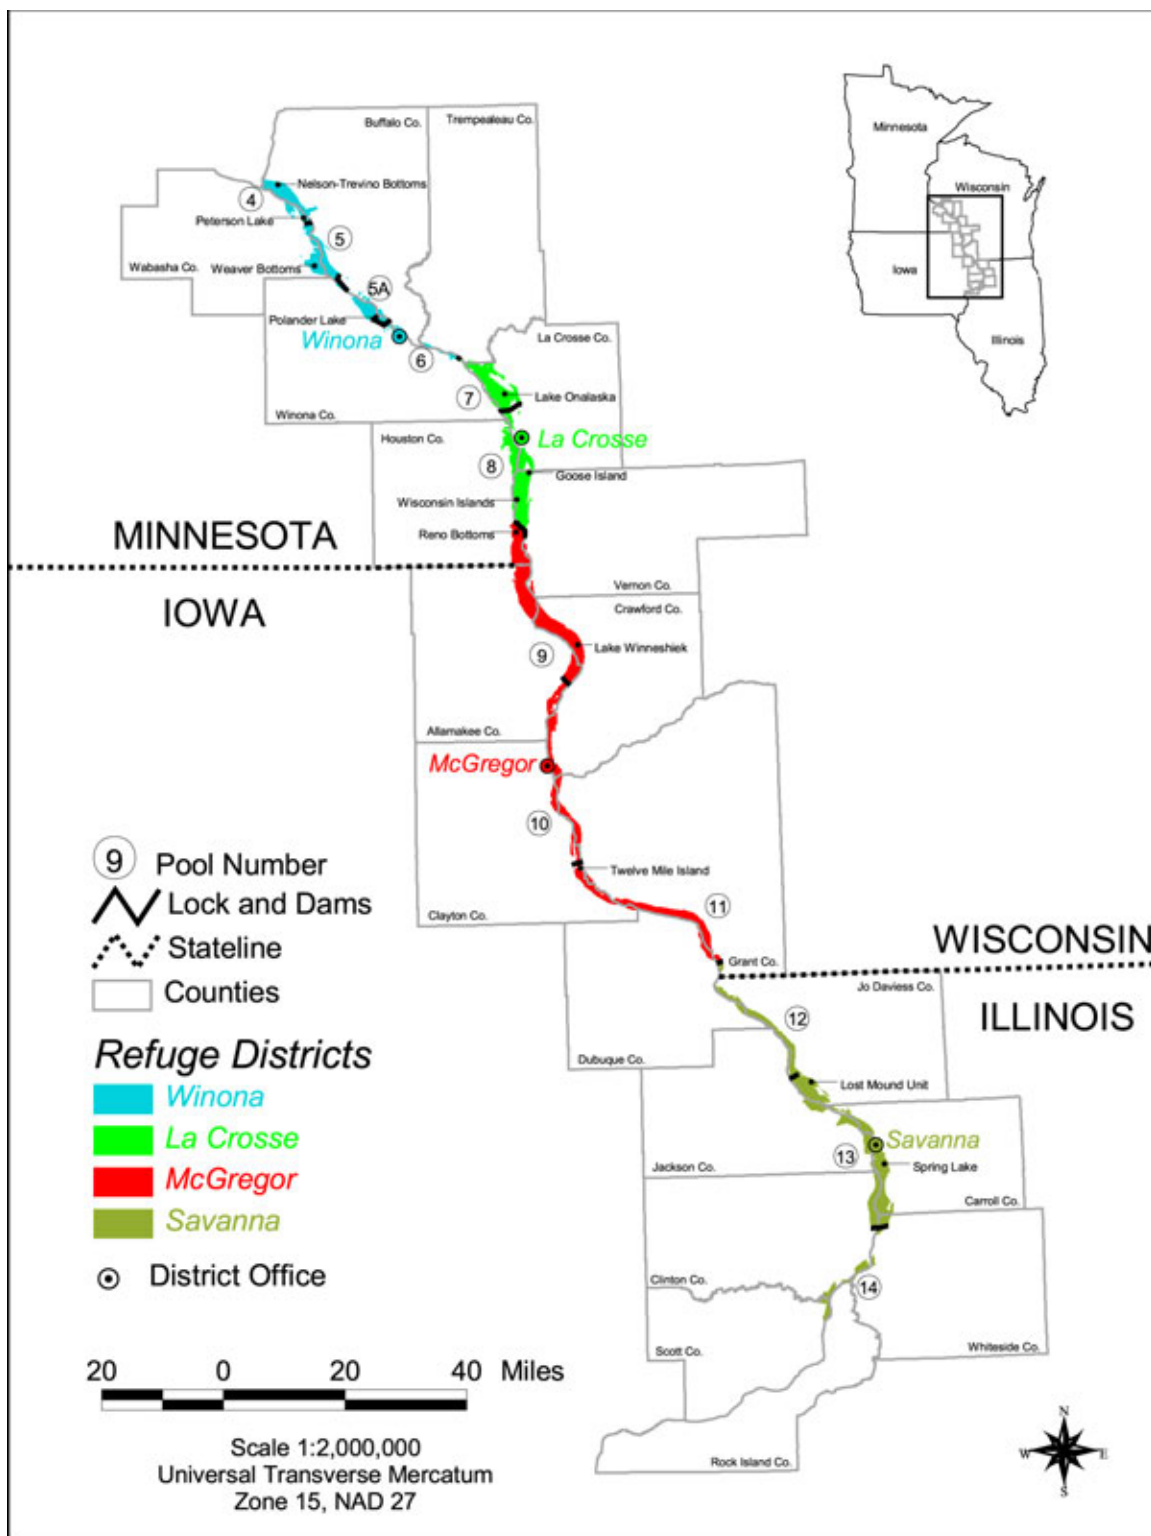 Buffalo Co.
Trempealeau Co.
Minnesota
Wisconsin
Iowa
Illinois
Nelson-Trevino Bottoms
4
Peterson Lake
5
Wabasha Co.
Weaver Bottoms
5A
Polander Lake
Winona
6
La Crosse Co.
7
Lake Onalaska
Winona Co.
Houston Co.
La Crosse
8
Goose Island
Wisconsin Islands
Reno Bottoms
MINNESOTA
IOWA
Vernon Co.
Crawford Co.
9
Lake Winneshiek
Allamakee Co.
McGregor
10
Twelve Mile Island
Clayton Co.
11
Grant Co.
WISCONSIN
ILLINOIS
Jo Daviess Co.
12
Dubuque Co.
Lost Mound Unit
Savanna
13
Jackson Co.
Spring Lake
Carroll Co.
Clinton Co.
14
Scott Co.
Whiteside Co.
Rock Island Co.
9 Pool Number
Lock and Dams
Stateline
Counties
Refuge Districts
Winona
La Crosse
McGregor
Savanna
District Office
20 0 20 40 Miles
Scale 1:2,000,000
Universal Transverse Mercatum
Zone 15, NAD 27
N
W E
S